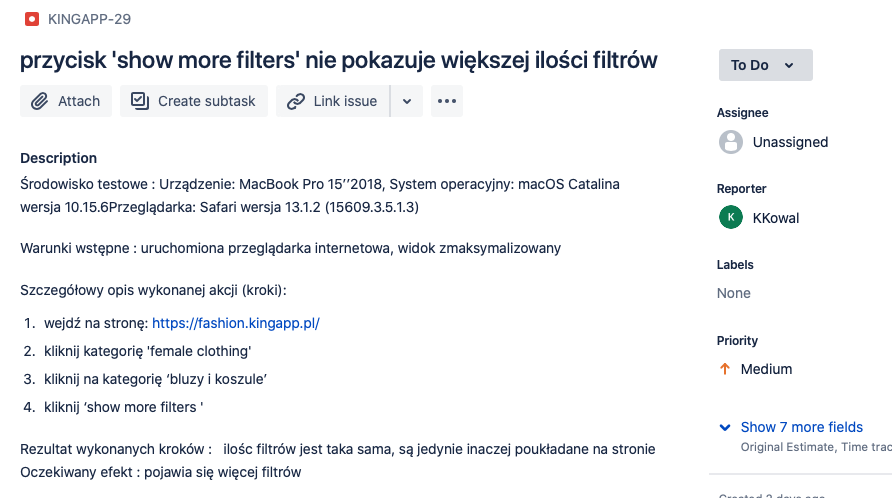 KINGAPP-29
przycisk 'show more filters' nie pokazuje większej ilości filtrów
Attach
Create subtask
Link issue
Description
Środowisko testowe : Urządzenie: MacBook Pro 15’’2018, System operacyjny: macOS Catalina
wersja 10.15.6Przeglądarka: Safari wersja 13.1.2 (15609.3.5.1.3)
Warunki wstępne : uruchomiona przeglądarka internetowa, widok zmaksymalizowany
Szczegółowy opis wykonanej akcji (kroki):
1. wejdź na stronę: https://fashion.kingapp.pl/
2. kliknij kategorię 'female clothing'
3. kliknij na kategorię ‘bluzy i koszule’
4. kliknij ‘show more filters '
Rezultat wykonanych kroków : ilośc filtrów jest taka sama, są jedynie inaczej poukładane na stronie
Oczekiwany efekt : pojawia się więcej filtrów
To Do
Assignee
Unassigned
Reporter
K KKowal
Labels
None
Priority
Medium
Show 7 more fields
Original Estimate, Time trac